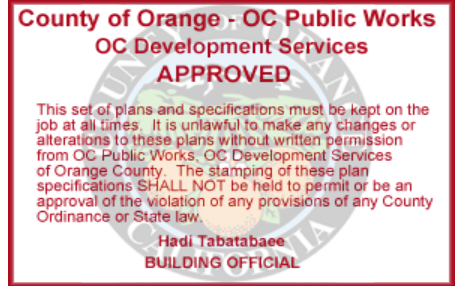 County of Orange - OC Public Works
OC Development Services
APPROVED
This set of plans and specifications must be kept on the
job at all times. It is unlawful to make any changes or
alterations to these plans without written permission
from OC Public Works, OC Development Services
of Orange County. The stamping of these plan
specifications SHALL NOT be held to permit or be an
approval of the violation of any provisions of any County
Ordinance or State law.
Hadi Tabatabaee
BUILDING OFFICIAL
COUNTY OF ORANGE
CALIFORNIA